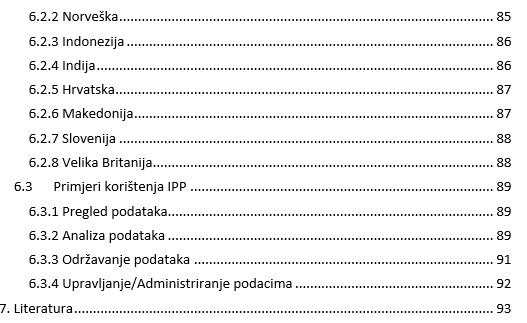 6.2.2 Norveška........................................................................................................ 85
6.2.3 Indonezija ...................................................................................................... 86
6.2.4 Indija.............................................................................................................. 86
6.2.5 Hrvatska......................................................................................................... 87
6.2.6 Makedonija.................................................................................................... 87
6.2.7 Slovenija ........................................................................................................ 88
6.2.8 Velika Britanija............................................................................................... 88
6.3 Primjeri korištenja IPP ..................................................................................... 89
6.3.1 Pregled podataka........................................................................................... 89
6.3.2 Analiza podataka ........................................................................................... 89
6.3.3 Održavanje podataka ..................................................................................... 91
6.3.4 Upravljanje/Administriranje podacima .......................................................... 92
7. Literatura............................................................................................................ 93